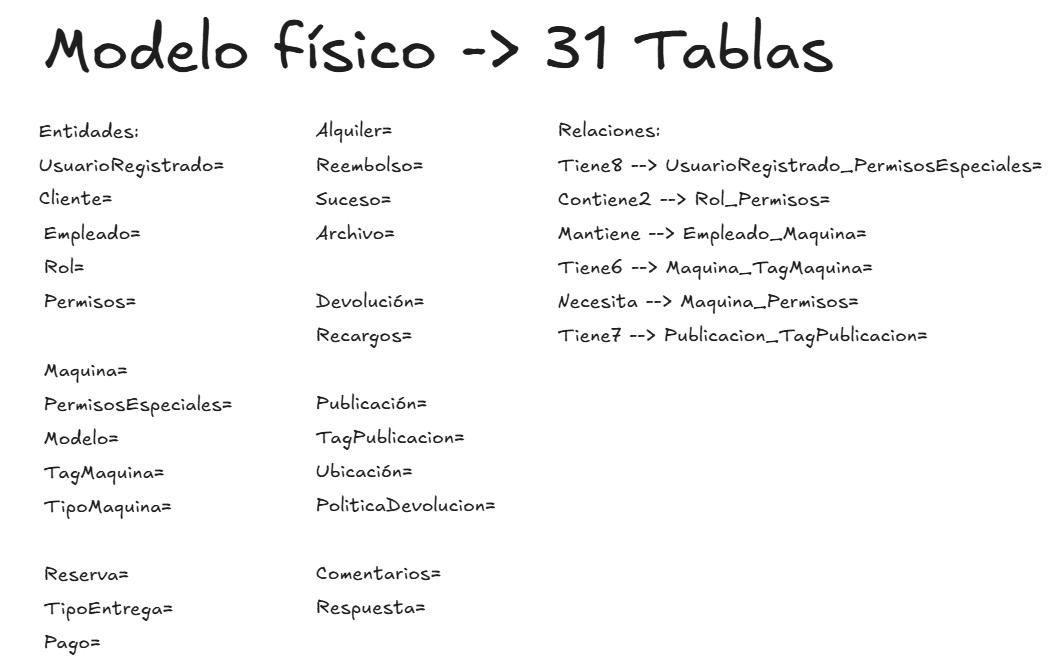 Modelo físico -> 31 Tablas
Entidades:
UsuarioRegistrado=
Cliente=
Empleado=
Rol=
Permisos=
Maquina=
PermisosEspeciales=
Modelo=
TagMaquina=
TipoMaquina=
Reserva=
TipoEntrega=
Pago=
Alquiler=
Reembolso=
Suceso=
Archivo=
Devolución=
Recargos=
Publicación=
TagPublicacion=
Ubicación=
PoliticaDevolucion=
Comentarios=
Respuesta=
Relaciones:
Tiene8 --> UsuarioRegistrado_PermisosEspeciales=
Contiene2 --> Rol_Permisos=
Mantiene --> Empleado_Maquina=
Tiene6 --> Maquina_TagMaquina=
Necesita --> Maquina_Permisos=
Tiene7 --> Publicacion_TagPublicacion=